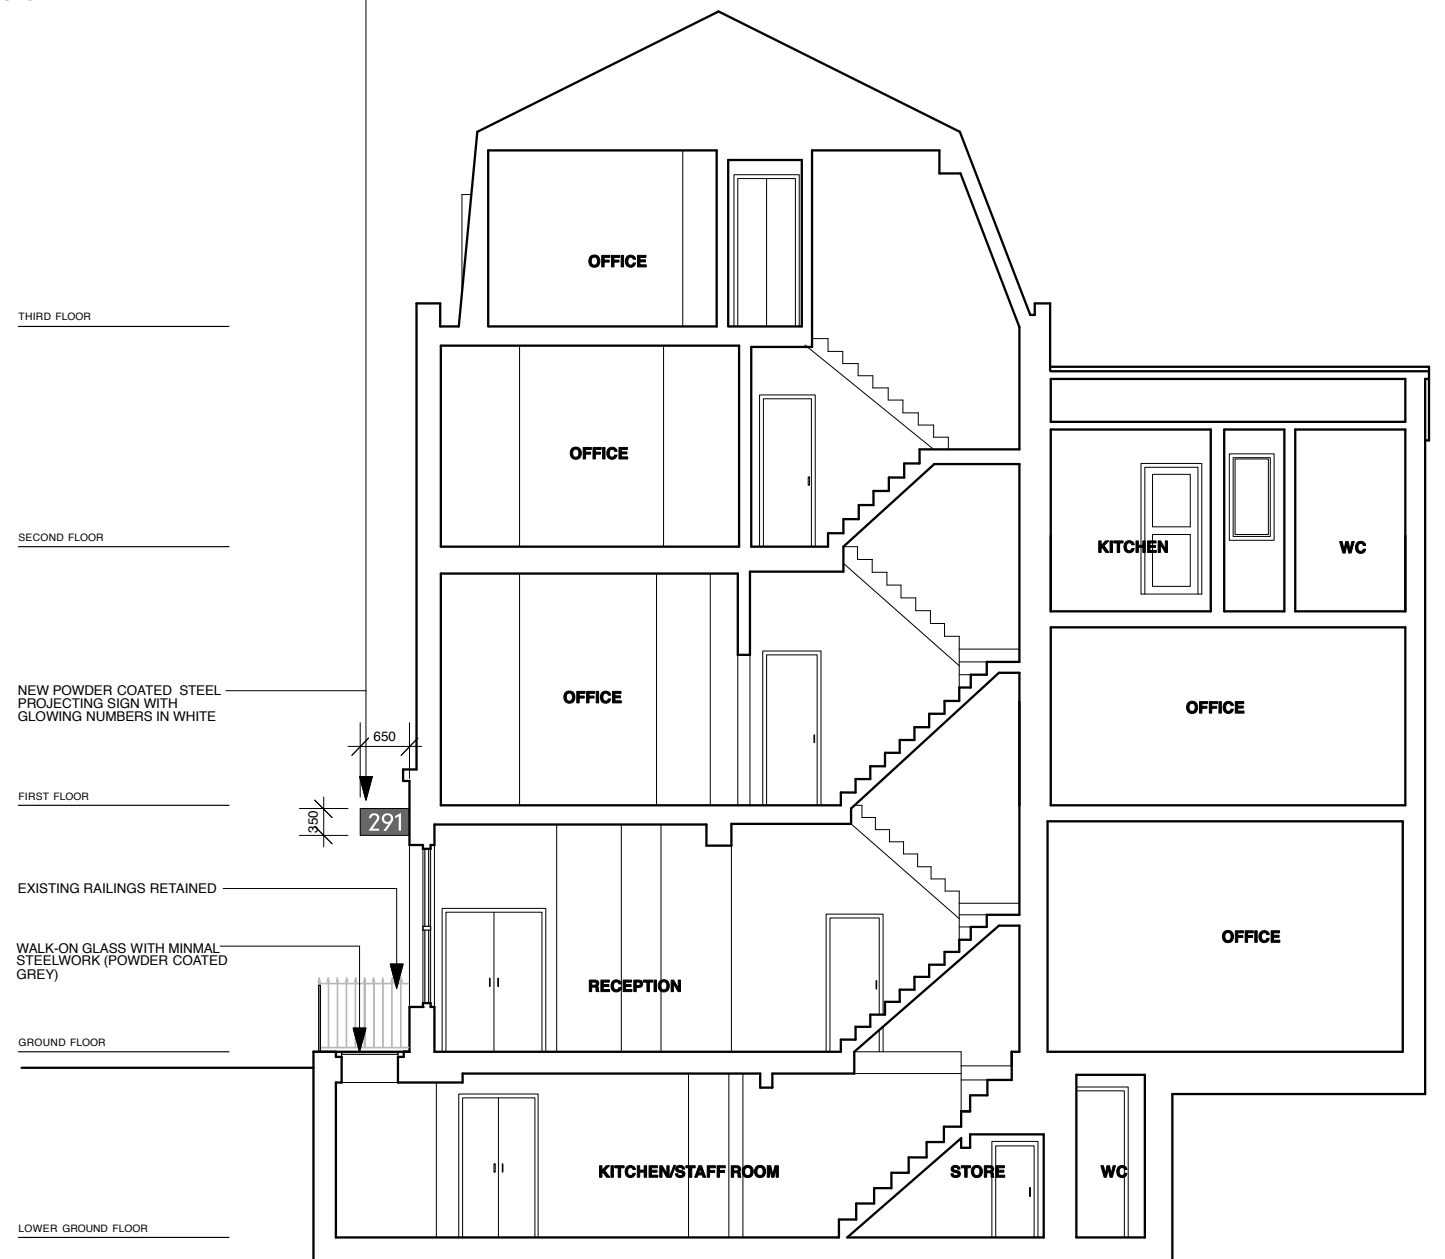 OFFICE
THIRD FLOOR
OFFICE
SECOND FLOOR
KITCHEN
WC
NEW POWDER COATED STEEL
PROJECTING SIGN WITH
GLOWING NUMBERS IN WHITE
OFFICE
OFFICE
650
FIRST FLOOR
350
291
EXISTING RAILINGS RETAINED
WALK-ON GLASS WITH MINMAL
STEELWORK (POWDER COATED
GREY)
OFFICE
RECEPTION
GROUND FLOOR
KITCHEN/STAFF ROOM
STORE
WC
LOWER GROUND FLOOR